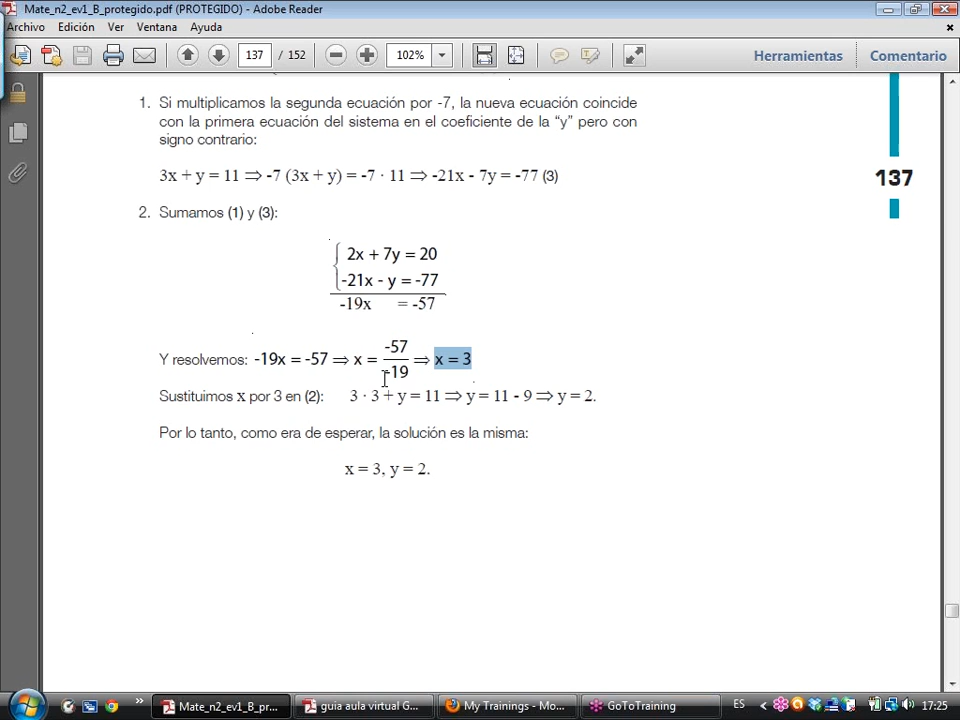 Mate_n2_ev1_B_protegido.pdf (PROTEGIDO) - Adobe Reader
Archivo Edición Ver Ventana Ayuda
137 / 152 102% Herramientas Comentario
1. Si multiplicamos la segunda ecuación por -7, la nueva ecuación coincide
con la primera ecuación del sistema en el coeficiente de la “y” pero con
signo contrario:
3x + y = 11 ⇒ -7 (3x + y) = -7 · 11 ⇒ -21x - 7y = -77 (3)
137
2. Sumamos (1) y (3):
2x + 7y = 20
-21x - y = -77
-19x = -57
Y resolvemos: -19x = -57 ⇒ x = -57/-19 ⇒ x = 3
Sustituimos x por 3 en (2): 3 · 3 + y = 11 ⇒ y = 11 - 9 ⇒ y = 2.
Por lo tanto, como era de esperar, la solución es la misma:
x = 3, y = 2.
Mate_n2_ev1_B_pr... guia aula virtual G... My Trainings - Mo... GoToTraining ES 17:25